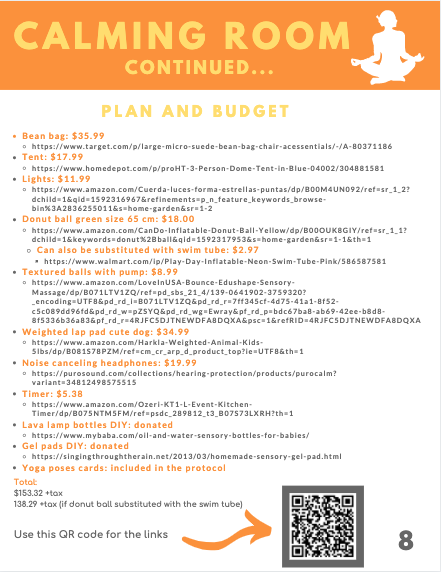 CALMING ROOM
CONTINUED...
PLAN AND BUDGET
Bean bag: $35.99
https://www.target.com/p/large-micro-suede-bean-bag-chair-acessentials/-/A-80371186
Tent: $17.99
https://www.homedepot.com/p/proHT-3-Person-Dome-Tent-in-Blue-04002/304881581
Lights: $11.99
https://www.amazon.com/Cuerda-luces-forma-estrellas-puntas/dp/B00M4UN092/ref=sr_1_2?
dchild=1&qid=1592316967&refinements=p_n_feature_keywords_browse-
bin%3A2836255011&s=home-garden&sr=1-2
Donut ball green size 65 cm: $18.00
https://www.amazon.com/CanDo-Inflatable-Donut-Ball-Yellow/dp/B00OUK8GIY/ref=sr_1_1?
dchild=1&keywords=donut%2Bball&qid=1592317953&s=home-garden&sr=1-1&th=1
Can also be substituted with swim tube: $2.97
https://www.walmart.com/ip/Play-Day-Inflatable-Neon-Swim-Tube-Pink/586587581
Textured balls with pump: $8.99
https://www.amazon.com/LoveInUSA-Bounce-Edushape-Sensory-
Massage/dp/B071LTV1ZQ/ref=pd_sbs_21_4/139-0641902-3759320?
_encoding=UTF8&pd_rd_i=B071LTV1ZQ&pd_rd_r=7ff345cf-4d75-41a1-8f52-
c5c089dd96fd&pd_rd_w=pZSYQ&pd_rd_wg=Ewray&pf_rd_p=bdc67ba8-ab69-42ee-b8d8-
8f5336b36a83&pf_rd_r=4RJFC5DJTNEWDFA8DQXA&psc=1&refRID=4RJFC5DJTNEWDFA8DQXA
Weighted lap pad cute dog: $34.99
https://www.amazon.com/Harkla-Weighted-Animal-Kids-
5lbs/dp/B081S78PZM/ref=cm_cr_arp_d_product_top?ie=UTF8&th=1
Noise canceling headphones: $19.99
https://purosound.com/collections/hearing-protection/products/purocalm?
variant=34812498575515
Timer: $5.38
https://www.amazon.com/Ozeri-KT1-L-Event-Kitchen-
Timer/dp/B075NTM5FM/ref=psdc_289812_t3_B07S73LXRH?th=1
Lava lamp bottles DIY: donated
https://www.mybaba.com/oil-and-water-sensory-bottles-for-babies/
Gel pads DIY: donated
https://singingthroughtherain.net/2013/03/homemade-sensory-gel-pad.html
Yoga poses cards: included in the protocol
Total:
$153.32 +tax
138.29 +tax (if donut ball substituted with the swim tube)
Use this QR code for the links
8